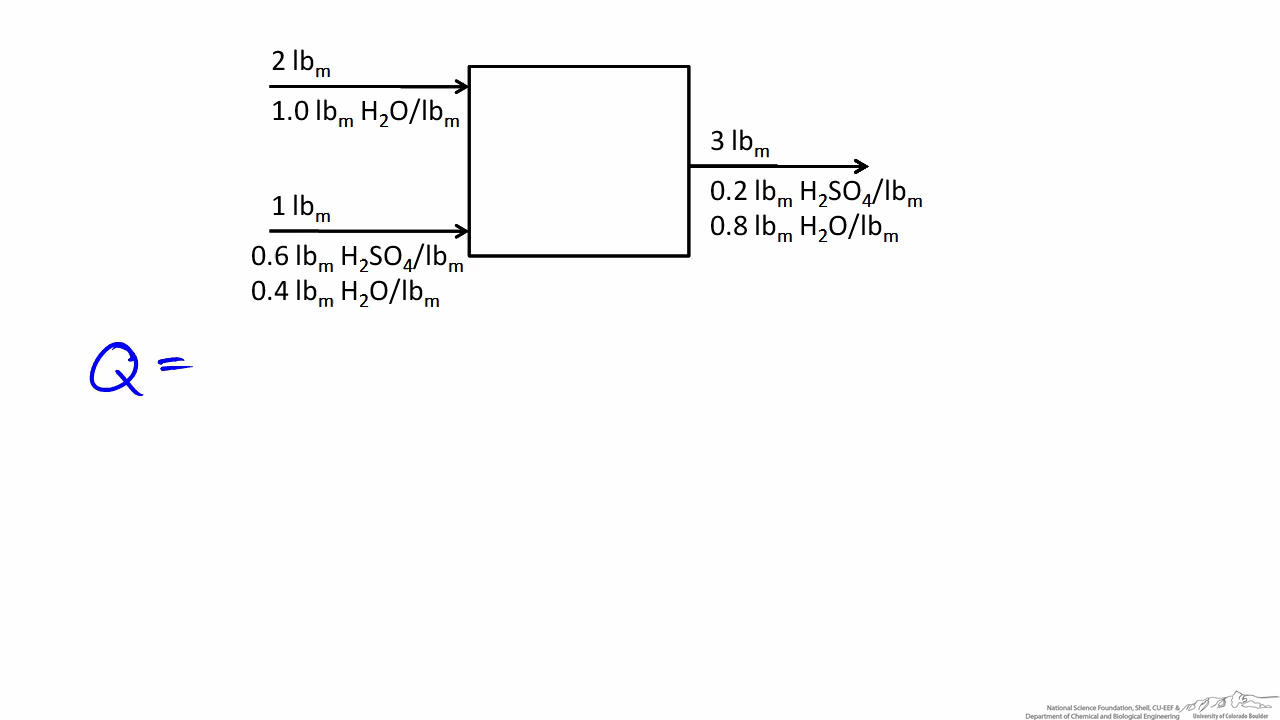 2 lbₘ
1.0 lbₘ H₂O/lbₘ
1 lbₘ
0.6 lbₘ H₂SO₄/lbₘ
0.4 lbₘ H₂O/lbₘ
3 lbₘ
0.2 lbₘ H₂SO₄/lbₘ
0.8 lbₘ H₂O/lbₘ
Q =
National Science Foundation, Shell, CU-EEF &
Department of Chemical and Biological Engineering
University of Colorado Boulder